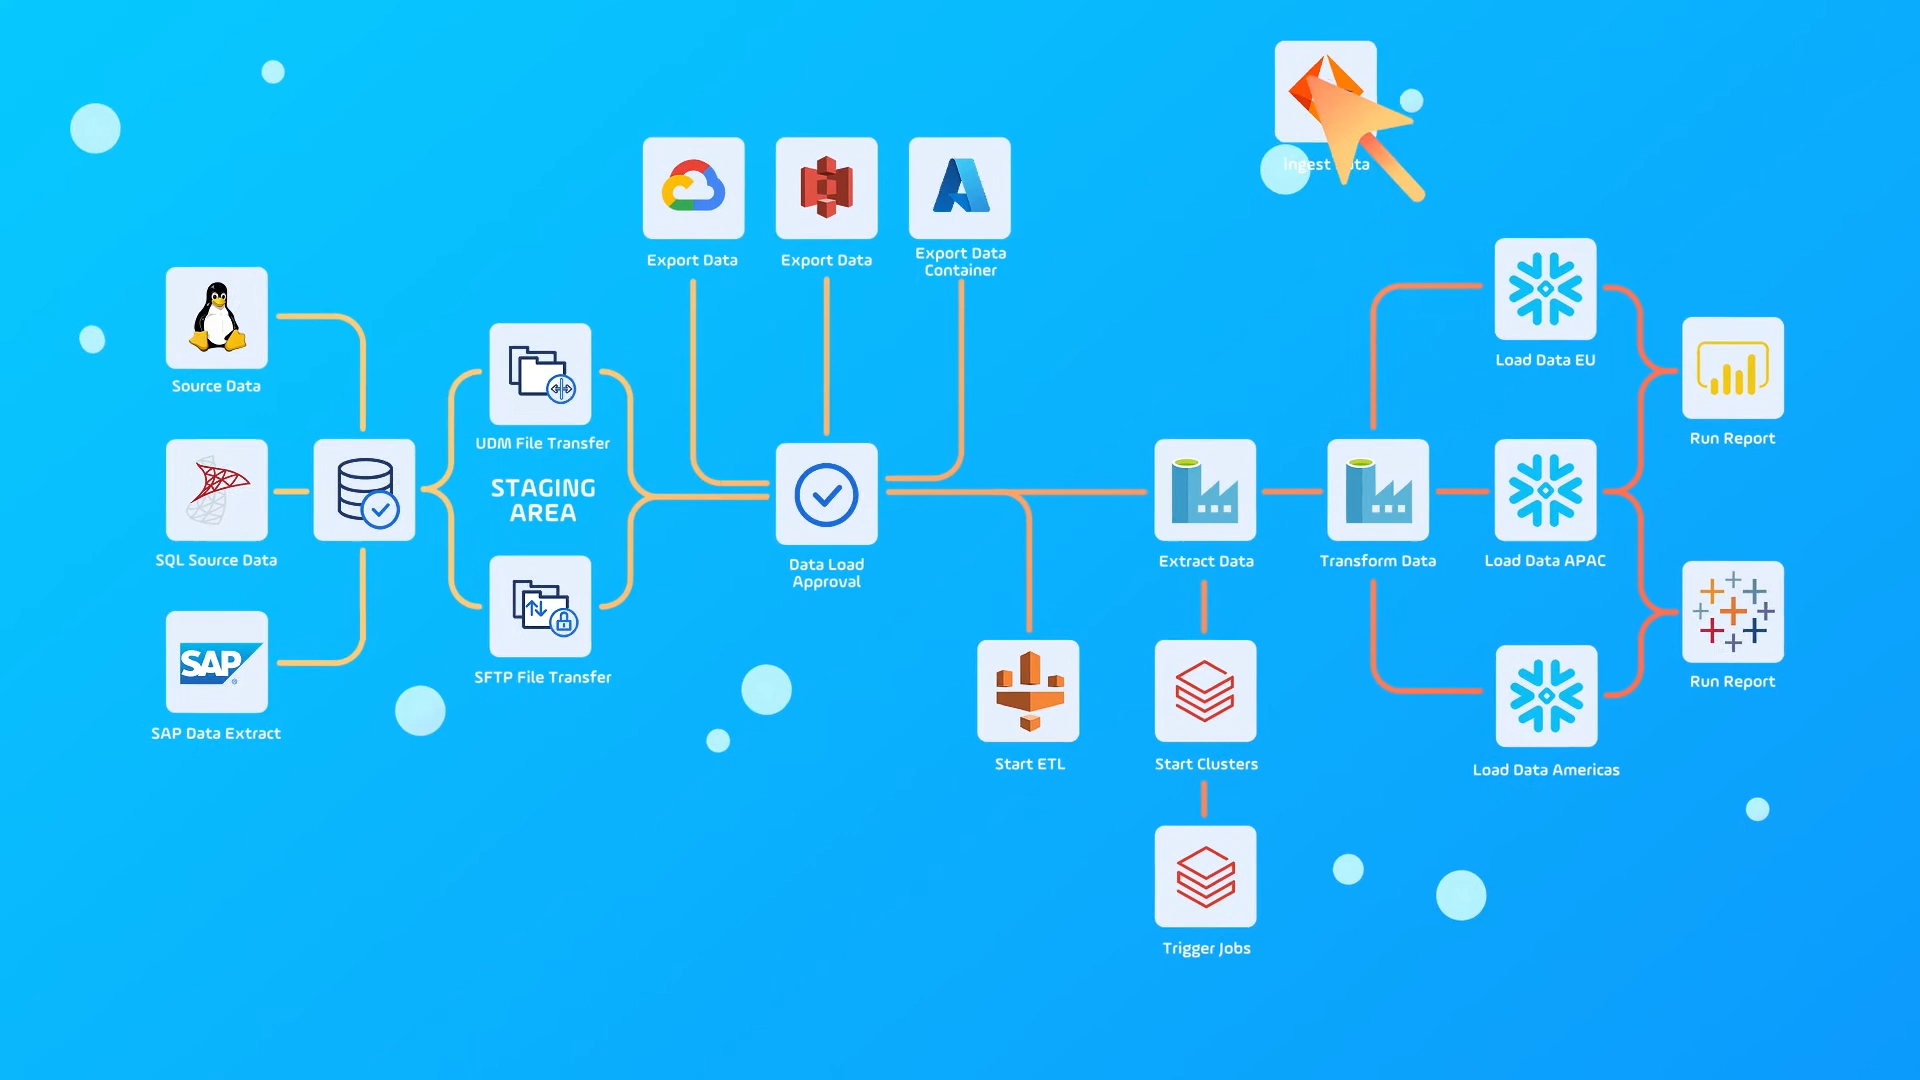 Ingest
Export Data
Export Data
Export Data
Container
Source Data
Load Data EU
Run Report
UDM File Transfer
STAGING
AREA
SQL Source Data
Data Load
Approval
Extract Data
Transform Data
Load Data APAC
SAP
SFTP File Transfer
Run Report
SAP Data Extract
Start ETL
Start Clusters
Load Data Americas
Trigger Jobs